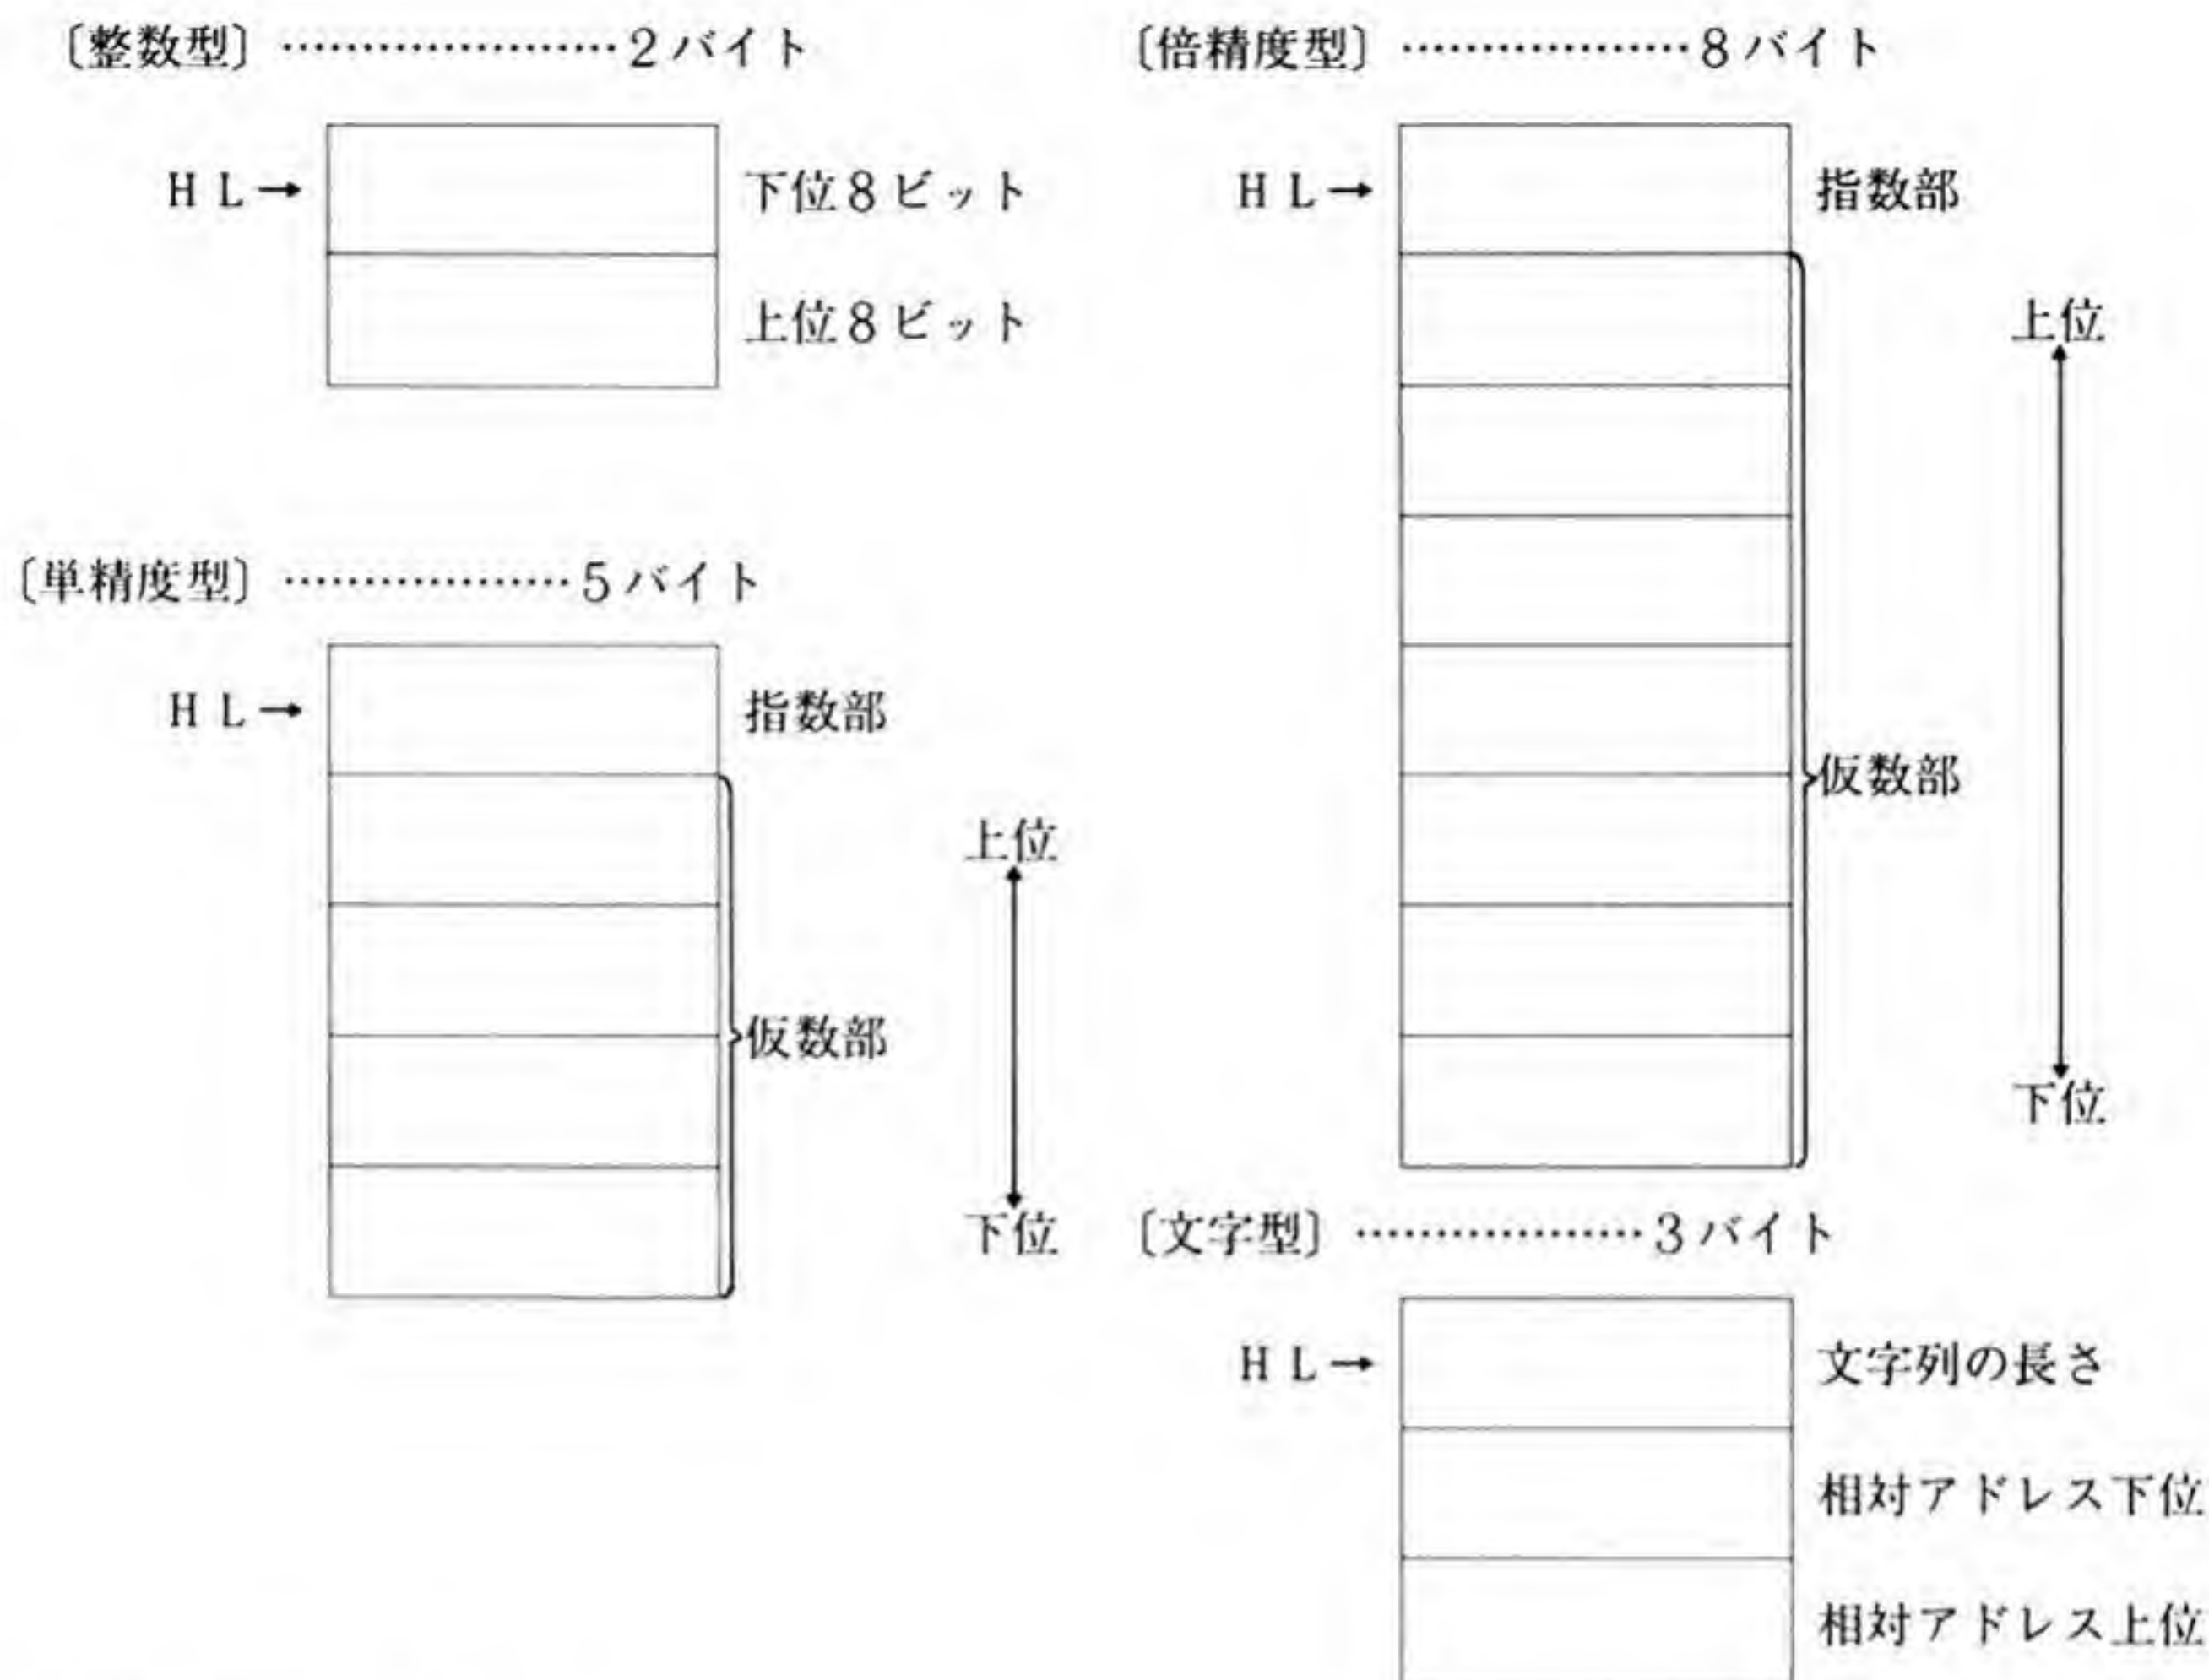 〔整数型〕 ‥‥‥‥‥‥‥‥‥‥ 2バイト
HL→
下位8ビット
上位8ビット
〔単精度型〕 ‥‥‥‥‥‥‥‥‥ 5バイト
HL→
指数部
仮数部
上位
下位
〔倍精度型〕 ‥‥‥‥‥‥‥‥‥ 8バイト
HL→
指数部
仮数部
上位
下位
〔文字型〕 ‥‥‥‥‥‥‥‥‥ 3バイト
HL→
文字列の長さ
相対アドレス下位
相対アドレス上位